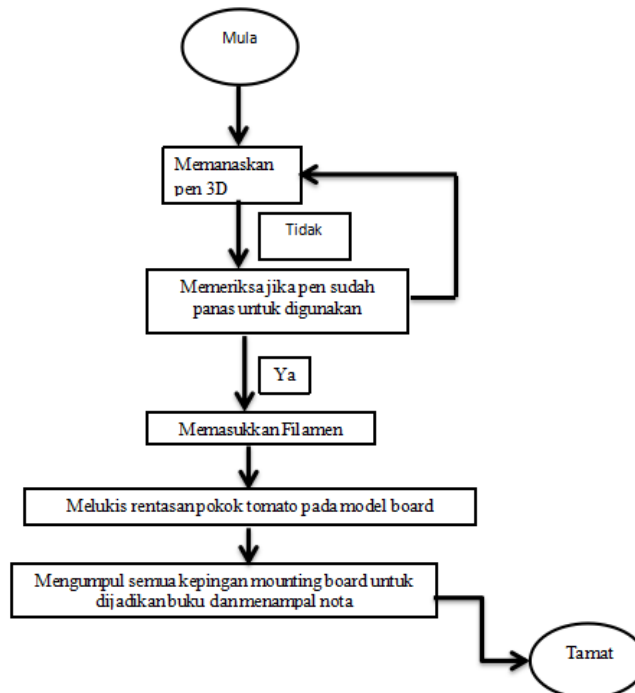 Mula
Memanaskan
pen 3D
Tidak
Memeriksa jika pen sudah
panas untuk digunakan
Ya
Memasukkan Filamen
Melukis rentasan pokok tomato pada model board
Mengumpul semua kepingan mounting board untuk
dijadikan buku dan menampal nota
Tamat